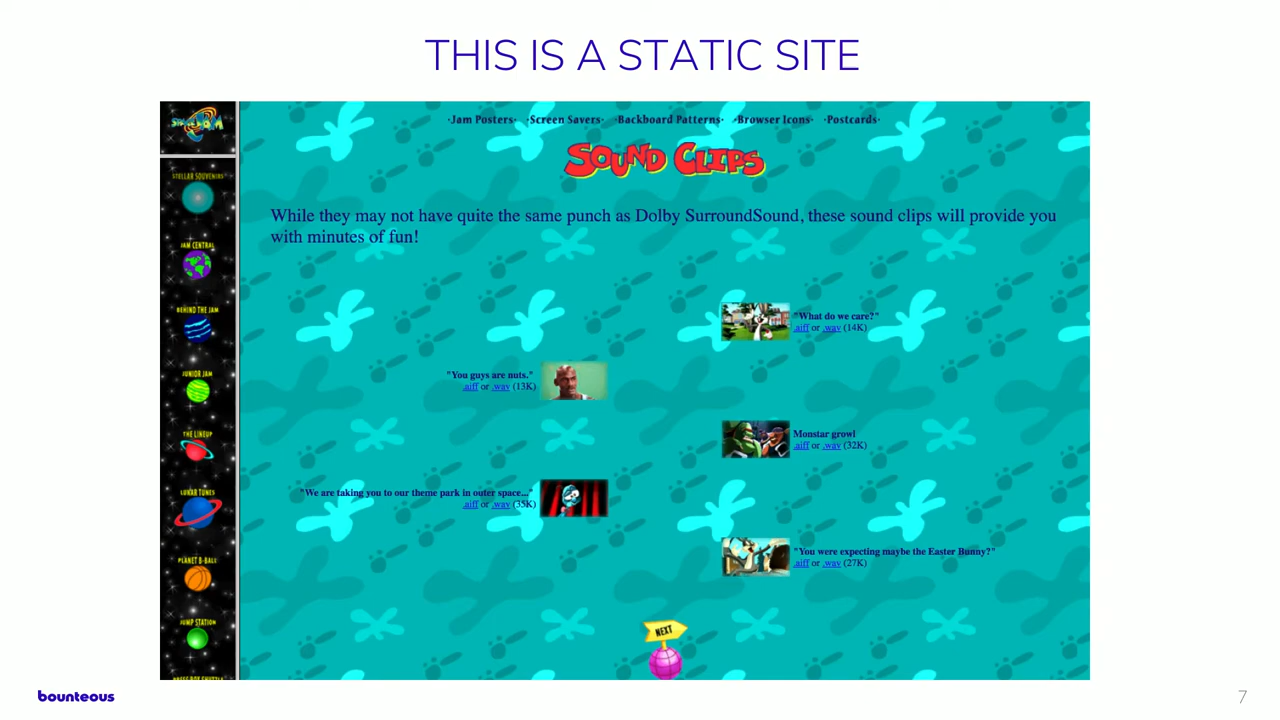 THIS IS A STATIC SITE
SPACE JAM
STELLAR SOUVENIRS
JAM CENTRAL
BEHIND THE JAM
JUNIOR JAM
THE LINEUP
LUNAR TUNES
PLANET B-BALL
JUMP STATION
PRESS BOX SHUTTLE
·Jam Posters· ·Screen Savers· ·Backboard Patterns· ·Browser Icons· ·Postcards·
SOUND CLIPS
While they may not have quite the same punch as Dolby SurroundSound, these sound clips will provide you
with minutes of fun!
"What do we care?"
.aiff or .wav (14K)
"You guys are nuts."
.aiff or .wav (13K)
Monstar growl
.aiff or .wav (32K)
"We are taking you to our theme park in outer space..."
.aiff or .wav (35K)
"You were expecting maybe the Easter Bunny?"
.aiff or .wav (27K)
NEXT
bounteous
7